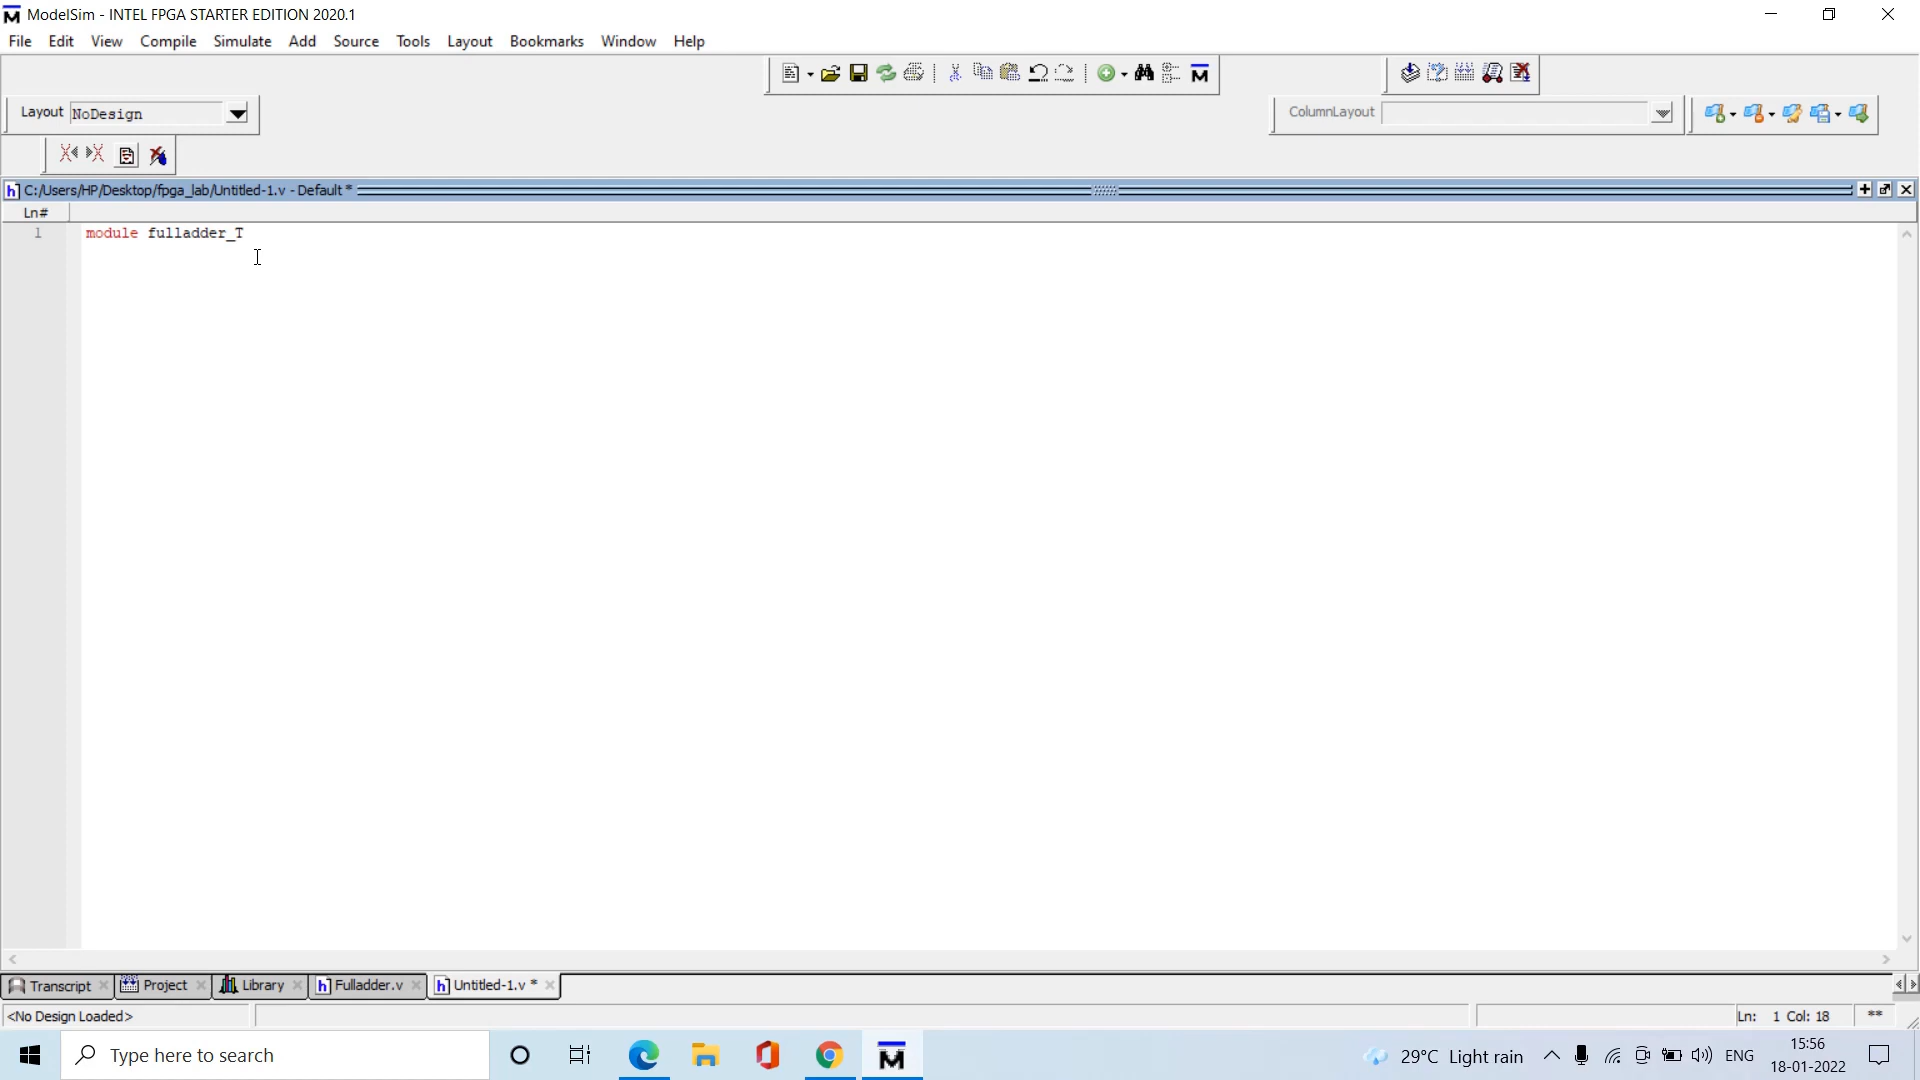 ModelSim - INTEL FPGA STARTER EDITION 2020.1
File Edit View Compile Simulate Add Source Tools Layout Bookmarks Window Help
Layout NoDesign
ColumnLayout
C:/Users/HP/Desktop/fpga_lab/Untitled-1.v - Default *
Ln#
1 module fulladder_T
Transcript Project Library Fulladder.v Untitled-1.v *
<No Design Loaded>
Ln: 1 Col: 18 **
Type here to search
29°C Light rain
ENG
15:56
18-01-2022